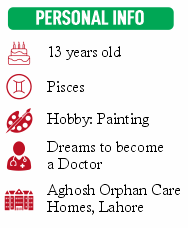 PERSONAL INFO
13 years old
Pisces
Hobby: Painting
Dreams to become
a Doctor
Aghosh Orphan Care
Homes, Lahore